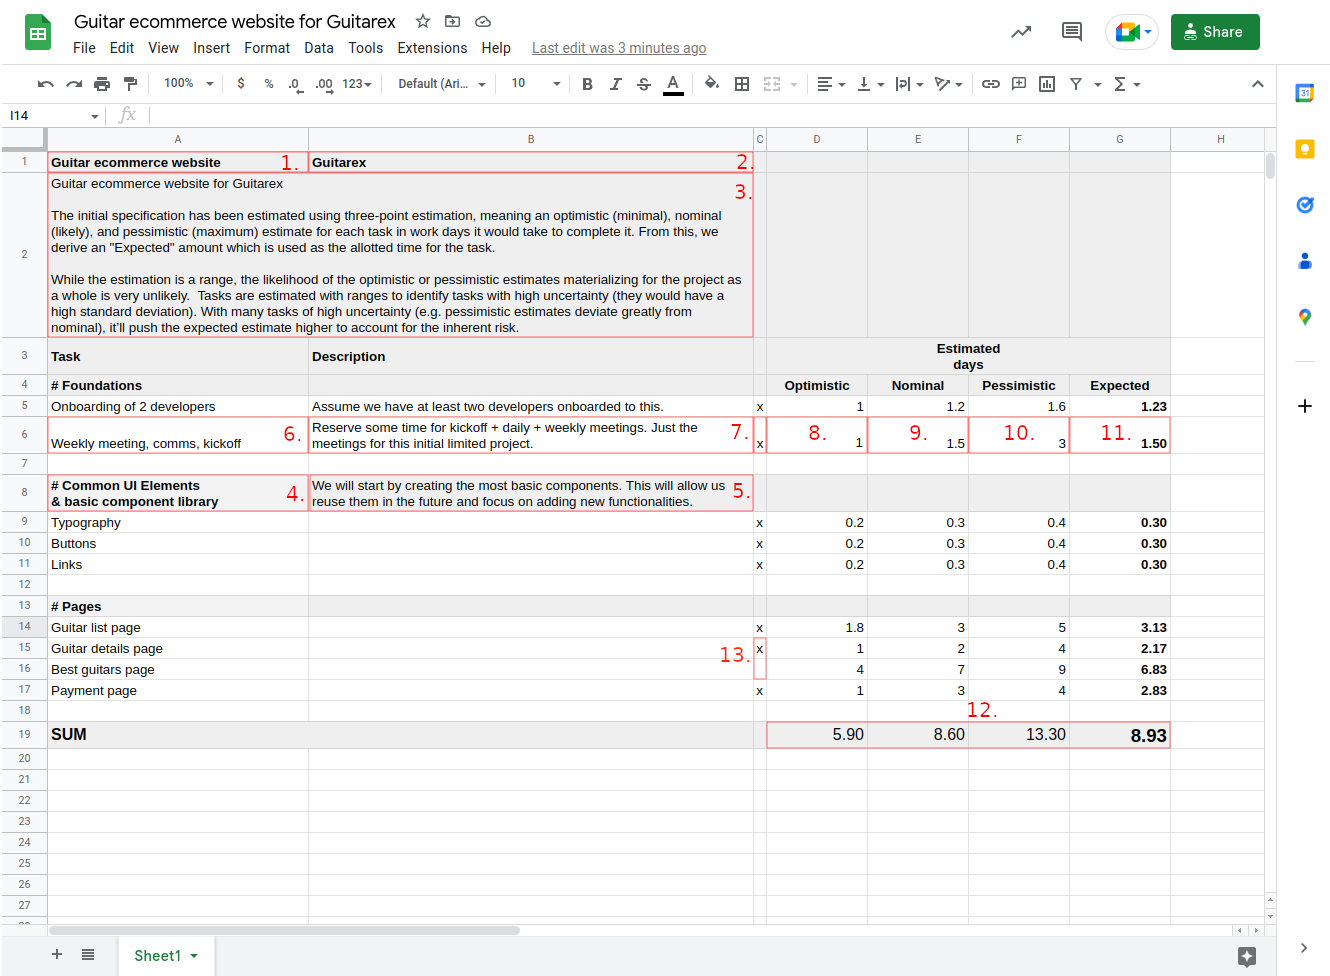 Guitar ecommerce website for Guitarex
File Edit View Insert Format Data Tools Extensions Help Last edit was 3 minutes ago
Share
100% $ % .0 .00 123 Default (Ari... 10 B I S A
31
I14 fx
A B C D E F G H
1 Guitar ecommerce website 1. Guitarex 2.
Guitar ecommerce website for Guitarex
3.
The initial specification has been estimated using three-point estimation, meaning an optimistic (minimal), nominal
(likely), and pessimistic (maximum) estimate for each task in work days it would take to complete it. From this, we
2 derive an "Expected" amount which is used as the allotted time for the task.
While the estimation is a range, the likelihood of the optimistic or pessimistic estimates materializing for the project as
a whole is very unlikely.  Tasks are estimated with ranges to identify tasks with high uncertainty (they would have a
high standard deviation). With many tasks of high uncertainty (e.g. pessimistic estimates deviate greatly from
nominal), it'll push the expected estimate higher to account for the inherent risk.
3 Task Description Estimated
days
4 # Foundations Optimistic Nominal Pessimistic Expected
5 Onboarding of 2 developers Assume we have at least two developers onboarded to this. x 1 1.2 1.6 1.23
6 6. Reserve some time for kickoff + daily + weekly meetings. Just the 7. 8. 9. 10. 11.
Weekly meeting, comms, kickoff meetings for this initial limited project. x 1 1.5 3 1.50
7
8 # Common UI Elements 4. We will start by creating the most basic components. This will allow us 5.
& basic component library reuse them in the future and focus on adding new functionalities.
9 Typography x 0.2 0.3 0.4 0.30
10 Buttons x 0.2 0.3 0.4 0.30
11 Links x 0.2 0.3 0.4 0.30
12
13 # Pages
14 Guitar list page x 1.8 3 5 3.13
15 Guitar details page 13. x 1 2 4 2.17
16 Best guitars page 4 7 9 6.83
17 Payment page x 1 3 4 2.83
18 12.
19 SUM 5.90 8.60 13.30 8.93
20
21
22
23
24
25
26
27
Sheet1